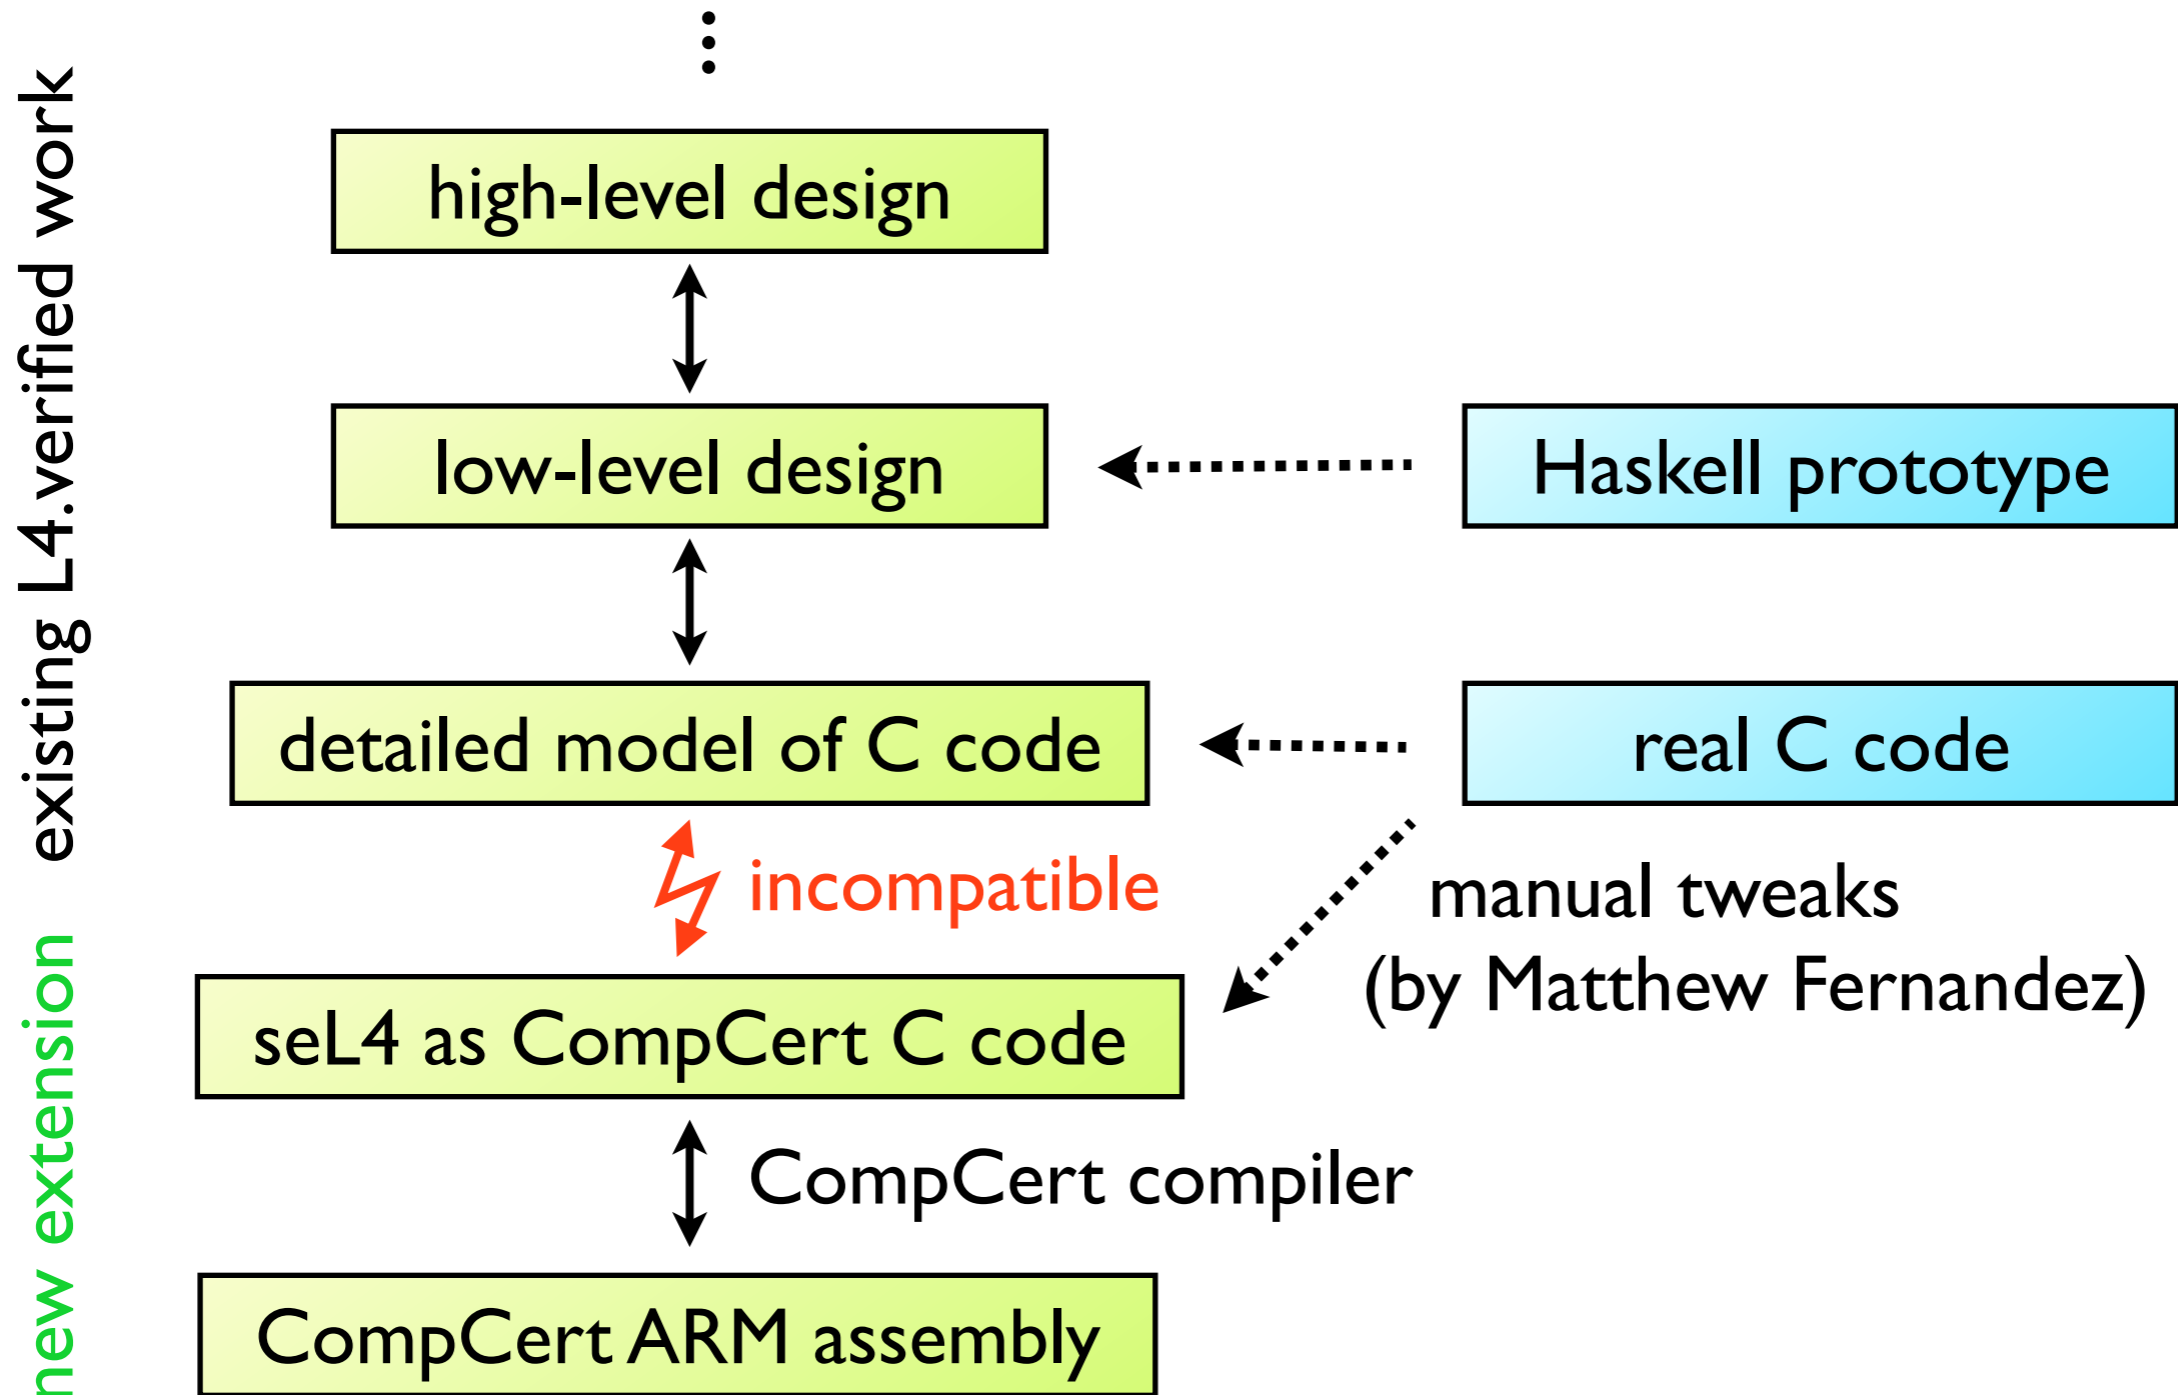 existing L4.verified work
new extension
high-level design
low-level design
Haskell prototype
detailed model of C code
real C code
incompatible
manual tweaks
(by Matthew Fernandez)
seL4 as CompCert C code
CompCert compiler
CompCert ARM assembly